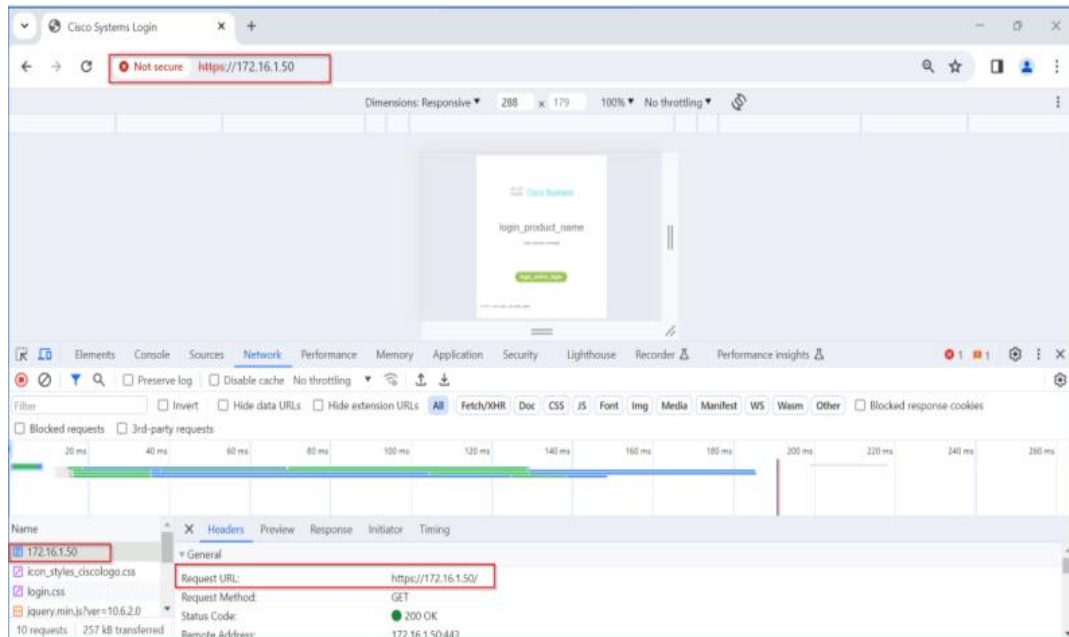 Cisco Systems Login
Not secure https://172.16.1.50
Dimensions: Responsive 288 x 179 100% No throttling
Cisco Business
login_product_name
Elements Console Sources Network Performance Memory Application Security Lighthouse Recorder Performance insights 1 1
Preserve log Disable cache No throttling
Filter Invert Hide data URLs Hide extension URLs All Fetch/XHR Doc CSS JS Font Img Media Manifest WS Wasm Other Blocked response cookies
Blocked requests 3rd-party requests
20 ms 40 ms 60 ms 80 ms 100 ms 120 ms 140 ms 160 ms 180 ms 200 ms 220 ms 240 ms 260 ms
Name Headers Preview Response Initiator Timing
172.16.1.50 General
icon_styles_ciscologo.css Request URL: https://172.16.1.50/
login.css Request Method: GET
jquery.min.js?ver=10.6.2.0 Status Code: 200 OK
10 requests 257 kB transferred Remote Address: 172.16.1.50:443